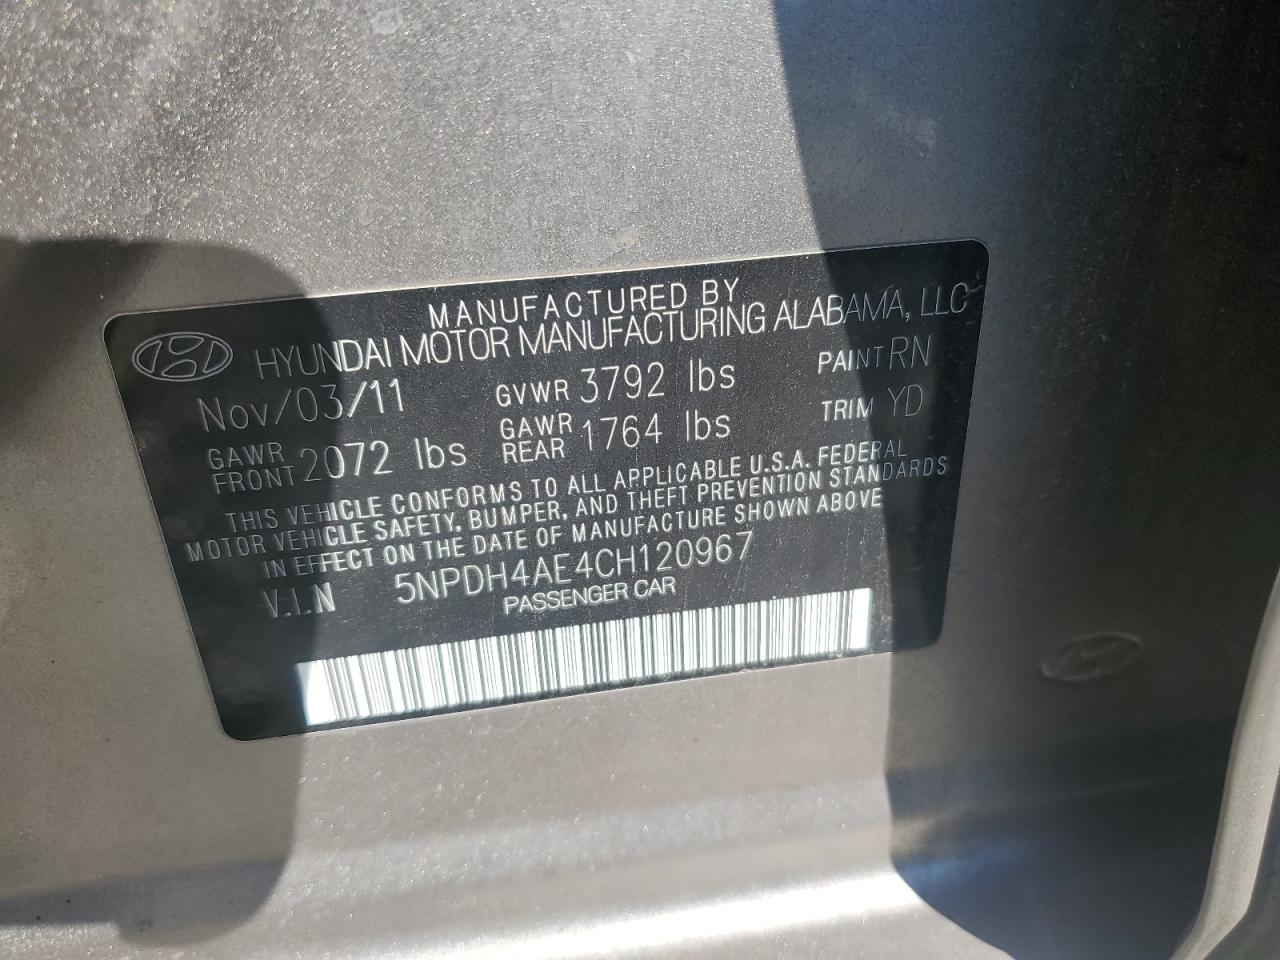 MANUFACTURED BY
HYUNDAI MOTOR MANUFACTURING ALABAMA, LLC
Nov/03/11 GVWR 3792 lbs PAINT RN
GAWR FRONT 2072 lbs GAWR REAR 1764 lbs TRIM YD
THIS VEHICLE CONFORMS TO ALL APPLICABLE U.S.A. FEDERAL
MOTOR VEHICLE SAFETY, BUMPER, AND THEFT PREVENTION STANDARDS
IN EFFECT ON THE DATE OF MANUFACTURE SHOWN ABOVE
V.I.N 5NPDH4AE4CH120967
PASSENGER CAR